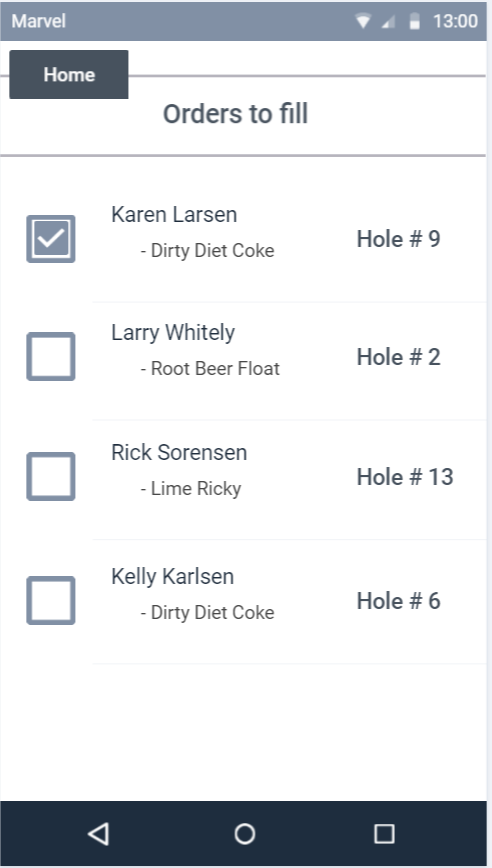 Marvel 13:00
Home
Orders to fill
Karen Larsen
- Dirty Diet Coke
Hole # 9
Larry Whitely
- Root Beer Float
Hole # 2
Rick Sorensen
- Lime Ricky
Hole # 13
Kelly Karlsen
- Dirty Diet Coke
Hole # 6